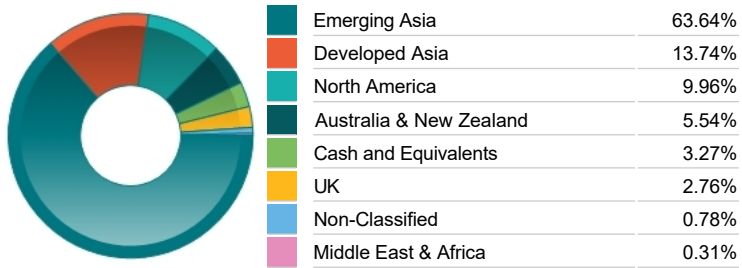 Emerging Asia 63.64%
Developed Asia 13.74%
North America 9.96%
Australia & New Zealand 5.54%
Cash and Equivalents 3.27%
UK 2.76%
Non-Classified 0.78%
Middle East & Africa 0.31%